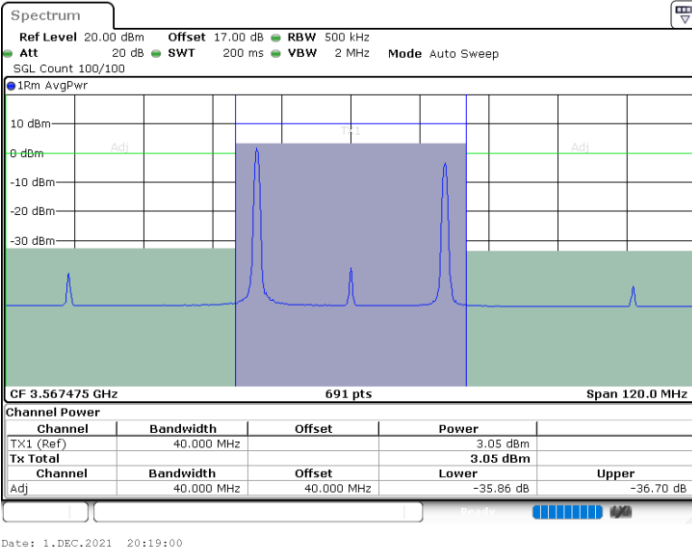 Spectrum
Ref Level 20.00 dBm Offset 17.00 dB RBW 500 kHz
Att 20 dB SWT 200 ms VBW 2 MHz Mode Auto Sweep
SGL Count 100/100
1Rm AvgPwr
10 dBm
TX1
Adj
0 dBm
Adj
-10 dBm
-20 dBm
-30 dBm
CF 3.567475 GHz 691 pts Span 120.0 MHz
Channel Power
Channel Bandwidth Offset Power
TX1 (Ref) 40.000 MHz 3.05 dBm
Tx Total 3.05 dBm
Channel Bandwidth Offset Lower Upper
Adj 40.000 MHz 40.000 MHz -35.86 dB -36.70 dB
Ready
Date: 1.DEC.2021 20:19:00